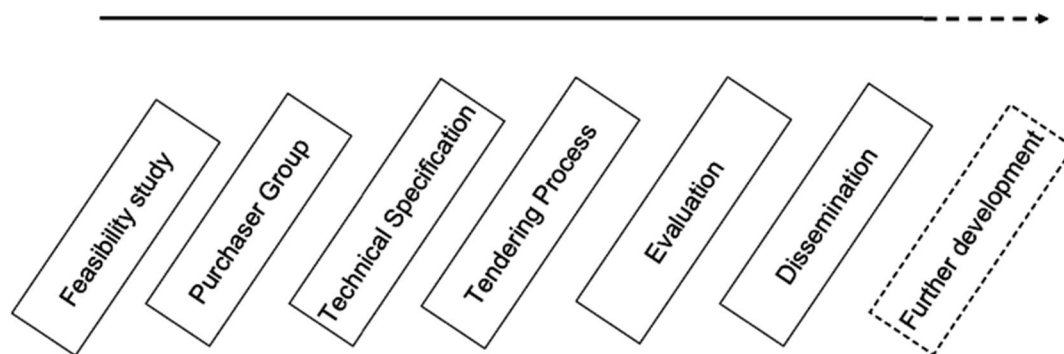 Feasibility study
Purchaser Group
Technical Specification
Tendering Process
Evaluation
Dissemination
Further development